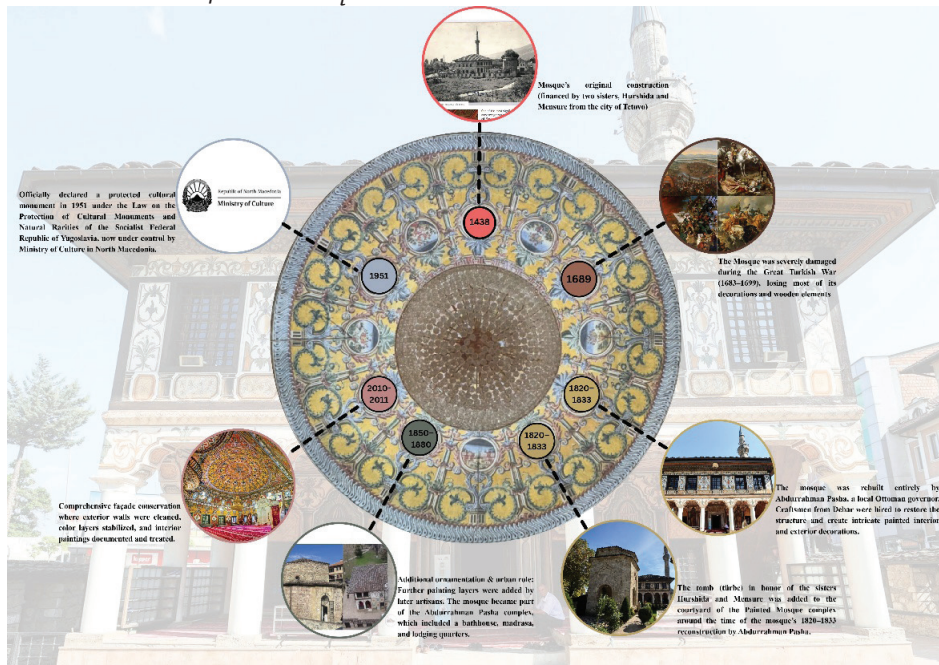 Mosque's original construction
(financed by two sisters, Hurshida and
Mensure from the city of Tetovo)
1438
Republic of North Macedonia
Ministry of Culture
Officially declared a protected cultural
monument in 1951 under the Law on the
Protection of Cultural Monuments and
Natural Rarities of the Socialist Federal
Republic of Yugoslavia, now under control by
Ministry of Culture in North Macedonia.
1951
1689
The Mosque was severely damaged
during the Great Turkish War
(1683–1699), losing most of its
decorations and wooden elements
2010-
2011
1820–
1833
1850–
1880
1820–
1833
The mosque was rebuilt entirely by
Abdurrahman Pasha, a local Ottoman governor.
Craftsmen from Debar were hired to restore the
structure and create intricate painted interior
and exterior decorations.
Comprehensive façade conservation
where exterior walls were cleaned,
color layers stabilized, and interior
paintings documented and treated.
Additional ornamentation & urban role:
Further painting layers were added by
later artisans. The mosque became part
of the Abdurrahman Pasha complex,
which included a bathhouse, madrasa,
and lodging quarters.
The tomb (türbe) in honor of the sisters
Hurshida and Mensure was added to the
courtyard of the Painted Mosque complex
around the time of the mosque's 1820–1833
reconstruction by Abdurrahman Pasha.